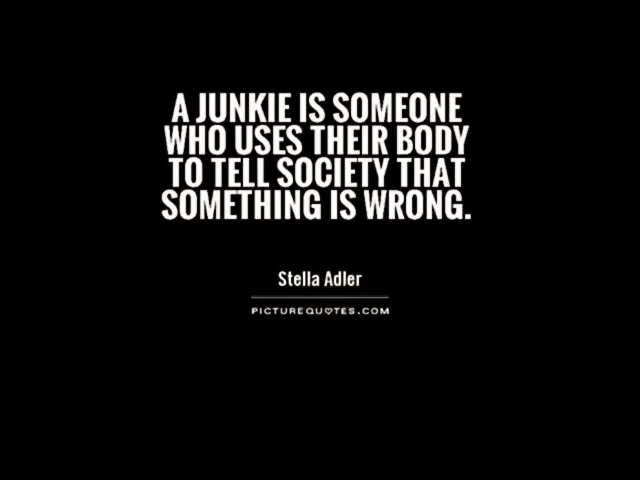 A JUNKIE IS SOMEONE
WHO USES THEIR BODY
TO TELL SOCIETY THAT
SOMETHING IS WRONG.
Stella Adler
PICTUREQUOTES.COM